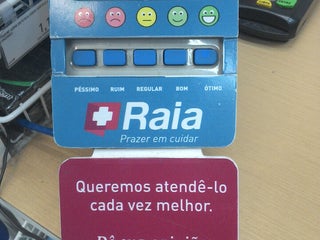 PÉSSIMO RUIM REGULAR BOM ÓTIMO
Raia
Prazer em cuidar
Queremos atendê-lo
cada vez melhor.